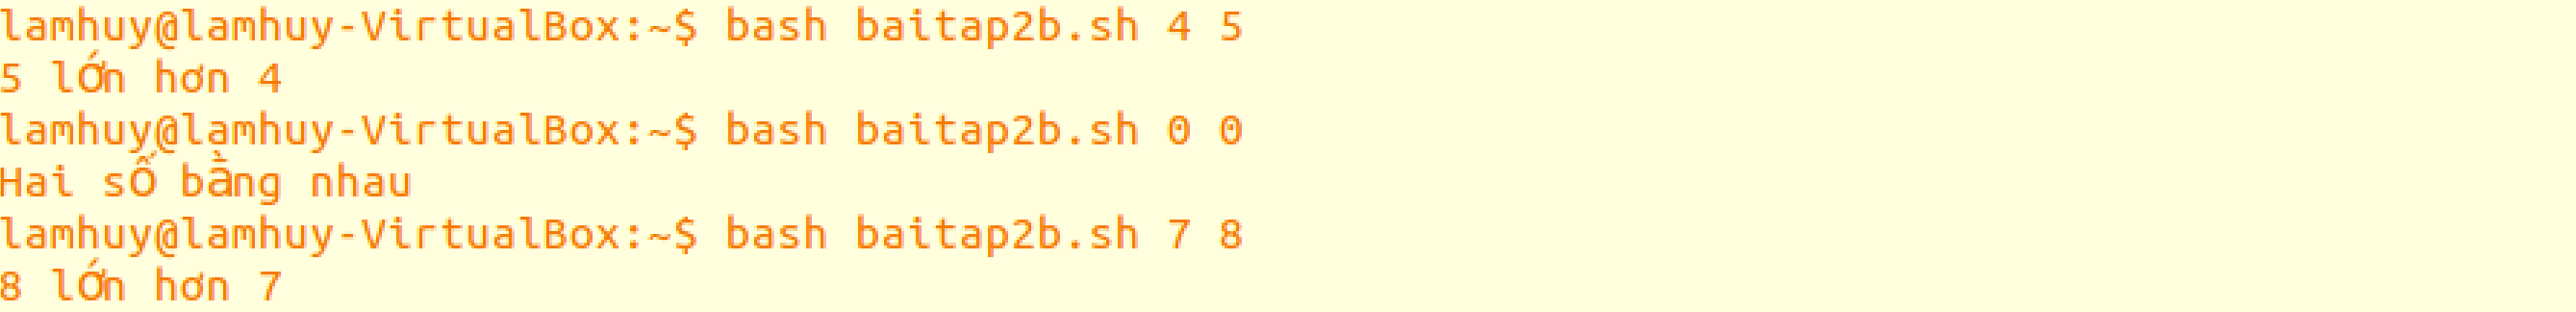 lamhuy@lamhuy-VirtualBox:~$ bash baitap2b.sh 4 5
5 lớn hơn 4
lamhuy@lamhuy-VirtualBox:~$ bash baitap2b.sh 0 0
Hai số bằng nhau
lamhuy@lamhuy-VirtualBox:~$ bash baitap2b.sh 7 8
8 lớn hơn 7